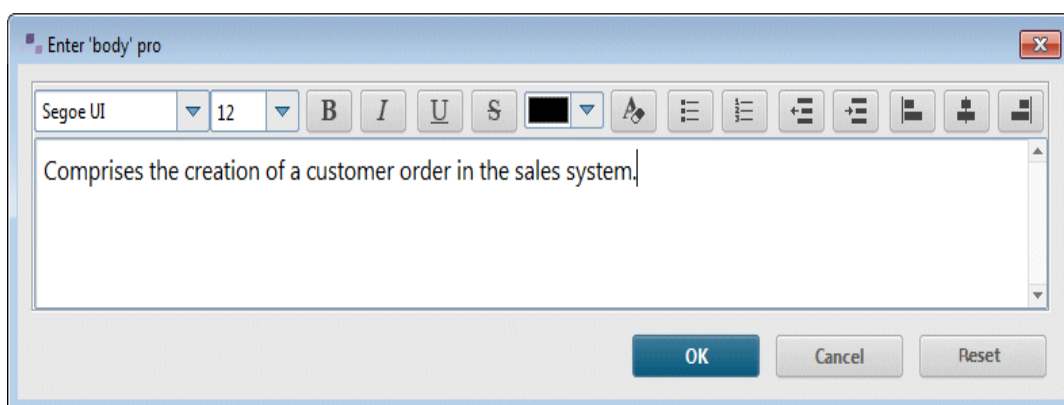 Enter 'body' pro
Segoe UI 12 B I U S A
Comprises the creation of a customer order in the sales system.
OK Cancel Reset